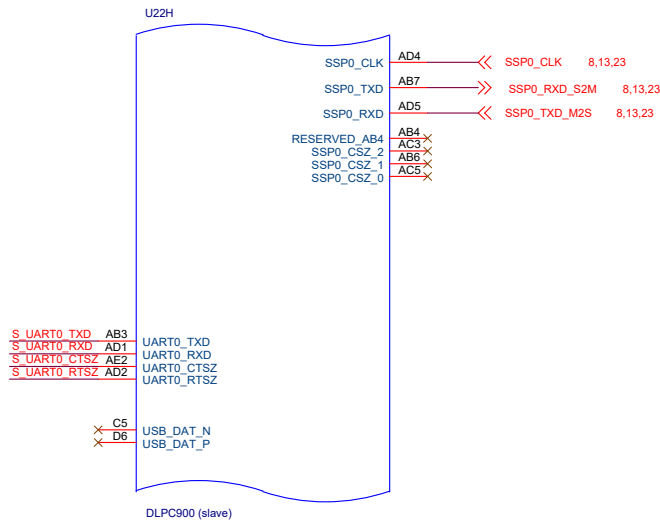 U22H
SSP0_CLK AD4 SSP0_CLK 8,13,23
SSP0_TXD AB7 SSP0_RXD_S2M 8,13,23
SSP0_RXD AD5 SSP0_TXD_M2S 8,13,23
RESERVED_AB4 AB4
SSP0_CSZ_2 AC3
SSP0_CSZ_1 AB6
SSP0_CSZ_0 AC5
S_UART0_TXD AB3 UART0_TXD
S_UART0_RXD AD1 UART0_RXD
S_UART0_CTSZ AE2 UART0_CTSZ
S_UART0_RTSZ AD2 UART0_RTSZ
C5 USB_DAT_N
D6 USB_DAT_P
DLPC900 (slave)